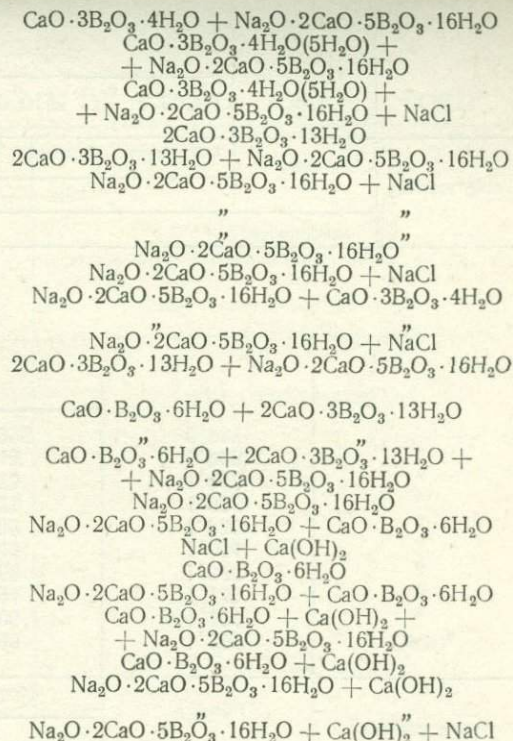 CaO·3B₂O₃·4H₂O + Na₂O·2CaO·5B₂O₃·16H₂O
CaO·3B₂O₃·4H₂O(5H₂O) +
+ Na₂O·2CaO·5B₂O₃·16H₂O
CaO·3B₂O₃·4H₂O(5H₂O) +
+ Na₂O·2CaO·5B₂O₃·16H₂O + NaCl
2CaO·3B₂O₃·13H₂O
2CaO·3B₂O₃·13H₂O + Na₂O·2CaO·5B₂O₃·16H₂O
Na₂O·2CaO·5B₂O₃·16H₂O + NaCl
" "
" "
Na₂O·2CaO·5B₂O₃·16H₂O
Na₂O·2CaO·5B₂O₃·16H₂O + NaCl
Na₂O·2CaO·5B₂O₃·16H₂O + CaO·3B₂O₃·4H₂O
" "
Na₂O·2CaO·5B₂O₃·16H₂O + NaCl
2CaO·3B₂O₃·13H₂O + Na₂O·2CaO·5B₂O₃·16H₂O
CaO·B₂O₃·6H₂O + 2CaO·3B₂O₃·13H₂O
" "
CaO·B₂O₃·6H₂O + 2CaO·3B₂O₃·13H₂O +
+ Na₂O·2CaO·5B₂O₃·16H₂O
Na₂O·2CaO·5B₂O₃·16H₂O
Na₂O·2CaO·5B₂O₃·16H₂O + CaO·B₂O₃·6H₂O
NaCl + Ca(OH)₂
CaO·B₂O₃·6H₂O
Na₂O·2CaO·5B₂O₃·16H₂O + CaO·B₂O₃·6H₂O
CaO·B₂O₃·6H₂O + Ca(OH)₂ +
+ Na₂O·2CaO·5B₂O₃·16H₂O
CaO·B₂O₃·6H₂O + Ca(OH)₂
Na₂O·2CaO·5B₂O₃·16H₂O + Ca(OH)₂
" "
Na₂O·2CaO·5B₂O₃·16H₂O + Ca(OH)₂ + NaCl